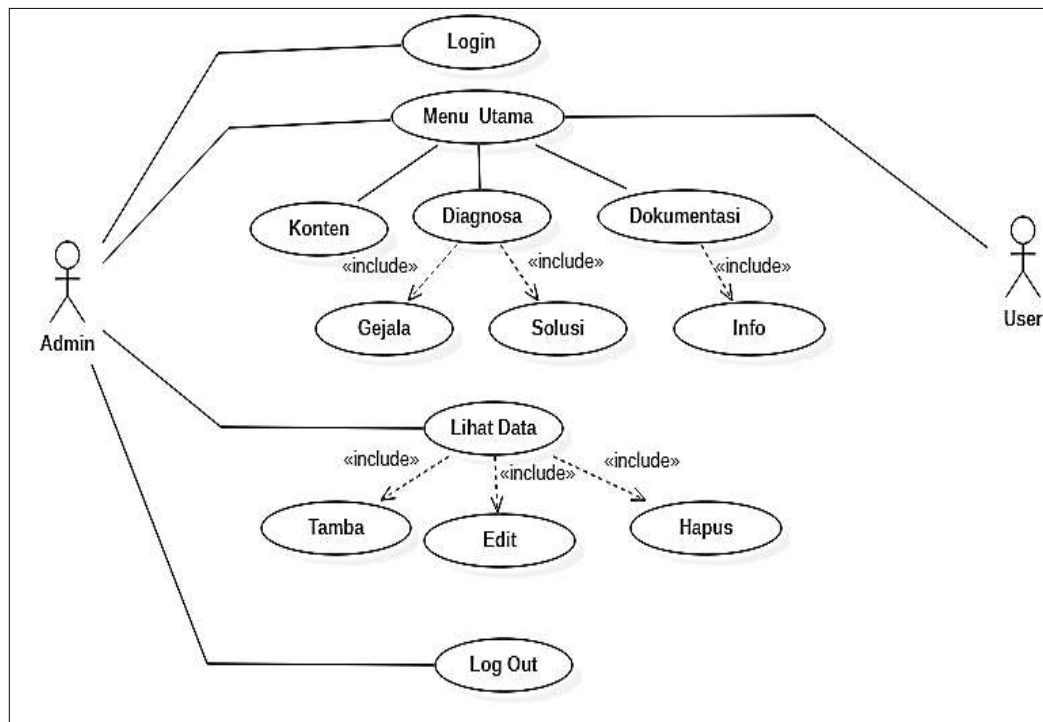 Login
Menu Utama
Konten
Diagnosa
Dokumentasi
«include»
«include»
«include»
Gejala
Solusi
Info
Admin
User
Lihat Data
«include»
«include»
«include»
Tamba
Edit
Hapus
Log Out